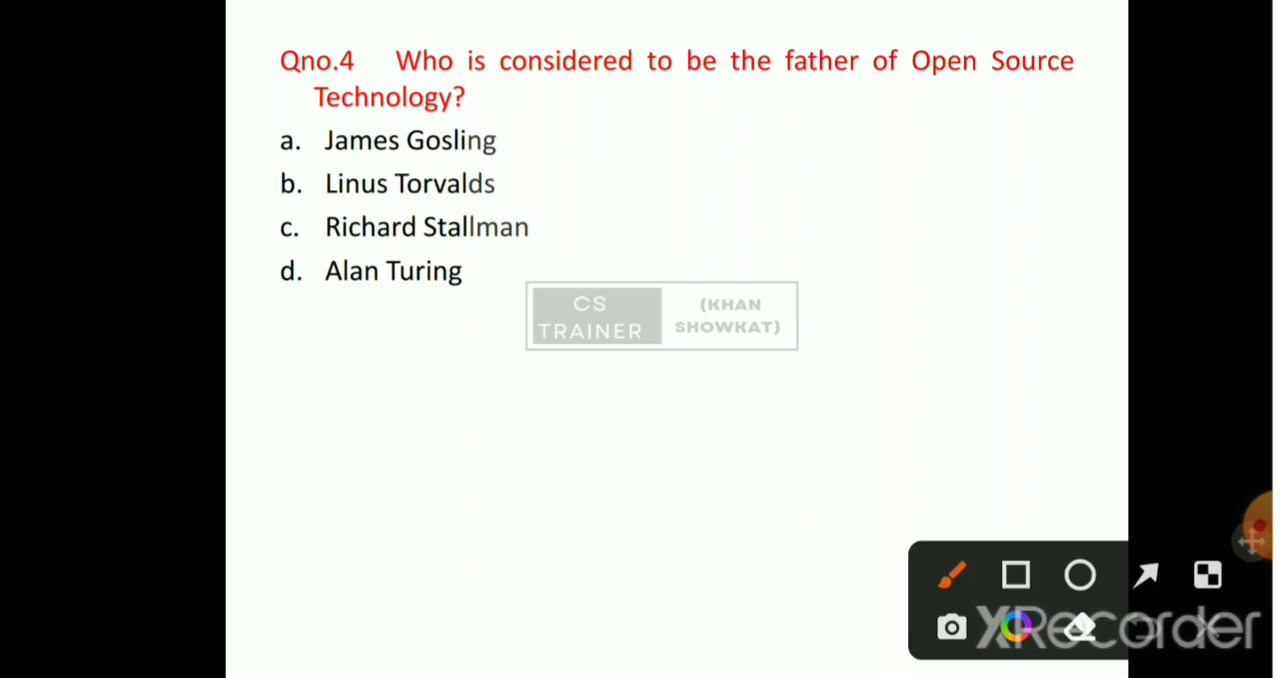 Qno.4 Who is considered to be the father of Open Source
Technology?
a. James Gosling
b. Linus Torvalds
c. Richard Stallman
d. Alan Turing
CS
TRAINER
(KHAN
SHOWKAT)
XRecorder